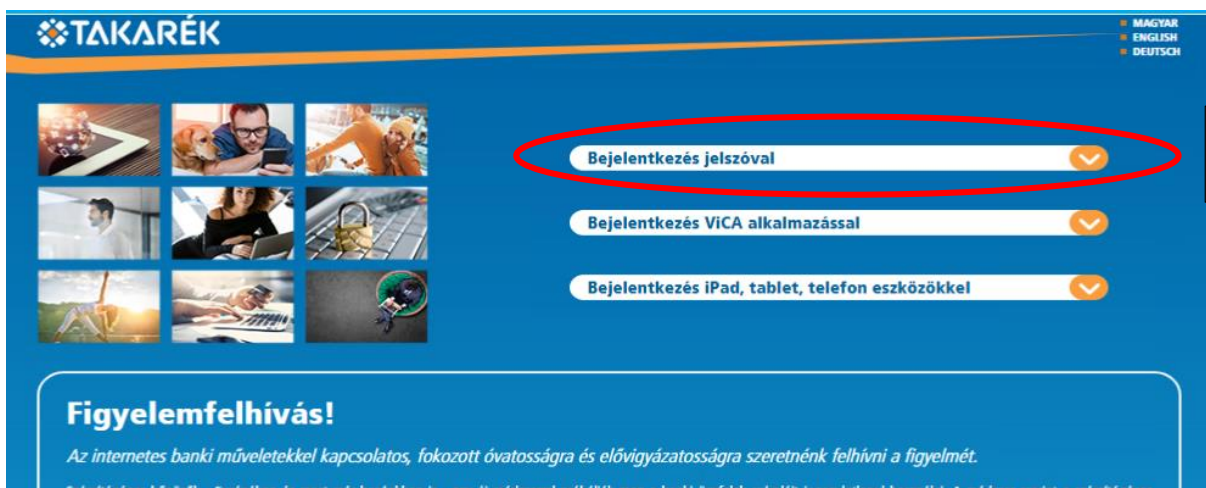 TAKARÉK
MAGYAR
ENGLISH
DEUTSCH
Bejelentkezés jelszóval
Bejelentkezés ViCA alkalmazással
Bejelentkezés iPad, tablet, telefon eszközökkel
Figyelemfelhívás!
Az internetes banki műveletekkel kapcsolatos, fokozott óvatosságra és elővigyázatosságra szeretnénk felhívni a figyelmét.